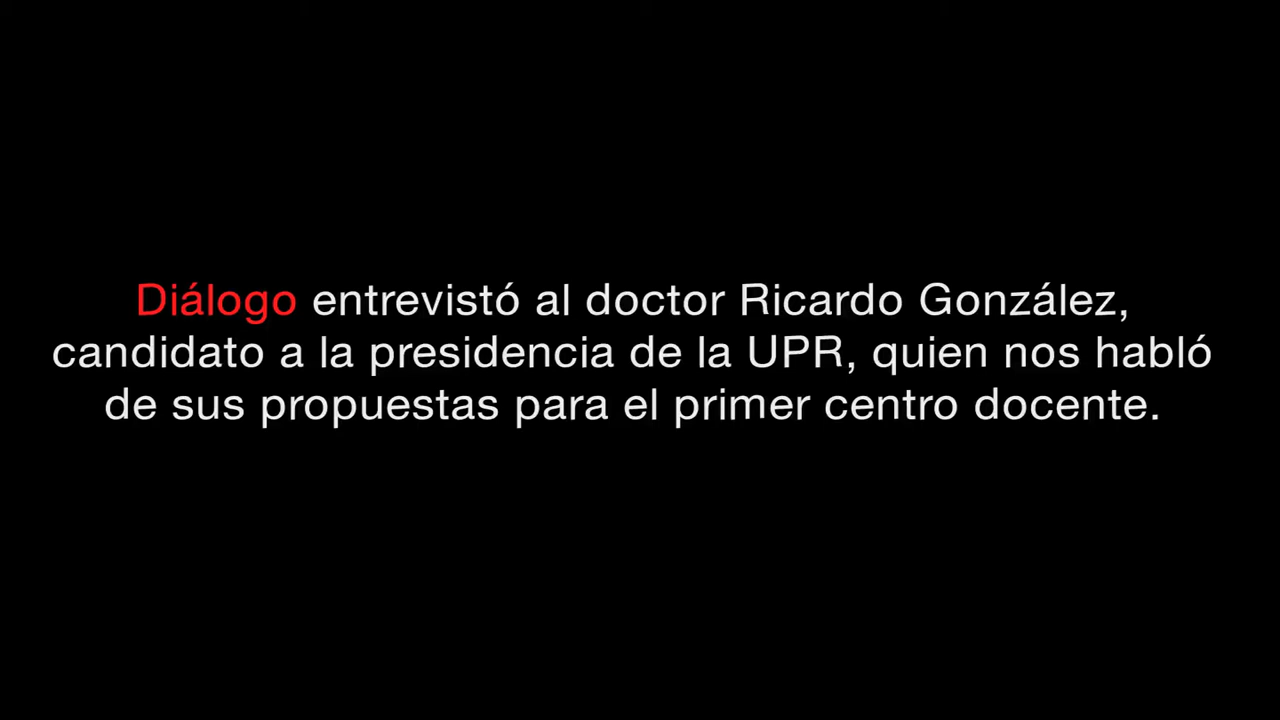 Diálogo entrevistó al doctor Ricardo González,
candidato a la presidencia de la UPR, quien nos habló
de sus propuestas para el primer centro docente.